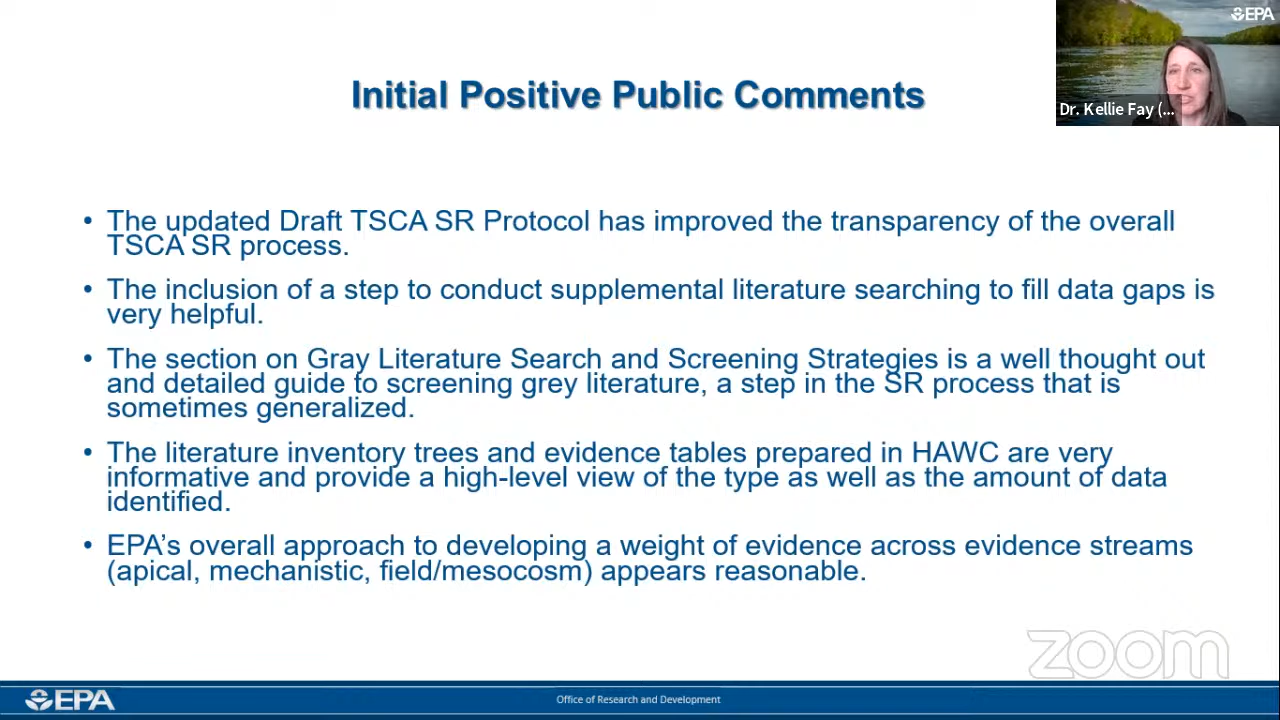 EPA
Dr. Kellie Fay (...
Initial Positive Public Comments
• The updated Draft TSCA SR Protocol has improved the transparency of the overall
TSCA SR process.
• The inclusion of a step to conduct supplemental literature searching to fill data gaps is
very helpful.
• The section on Gray Literature Search and Screening Strategies is a well thought out
and detailed guide to screening grey literature, a step in the SR process that is
sometimes generalized.
• The literature inventory trees and evidence tables prepared in HAWC are very
informative and provide a high-level view of the type as well as the amount of data
identified.
• EPA's overall approach to developing a weight of evidence across evidence streams
(apical, mechanistic, field/mesocosm) appears reasonable.
zoom
EPA
Office of Research and Development